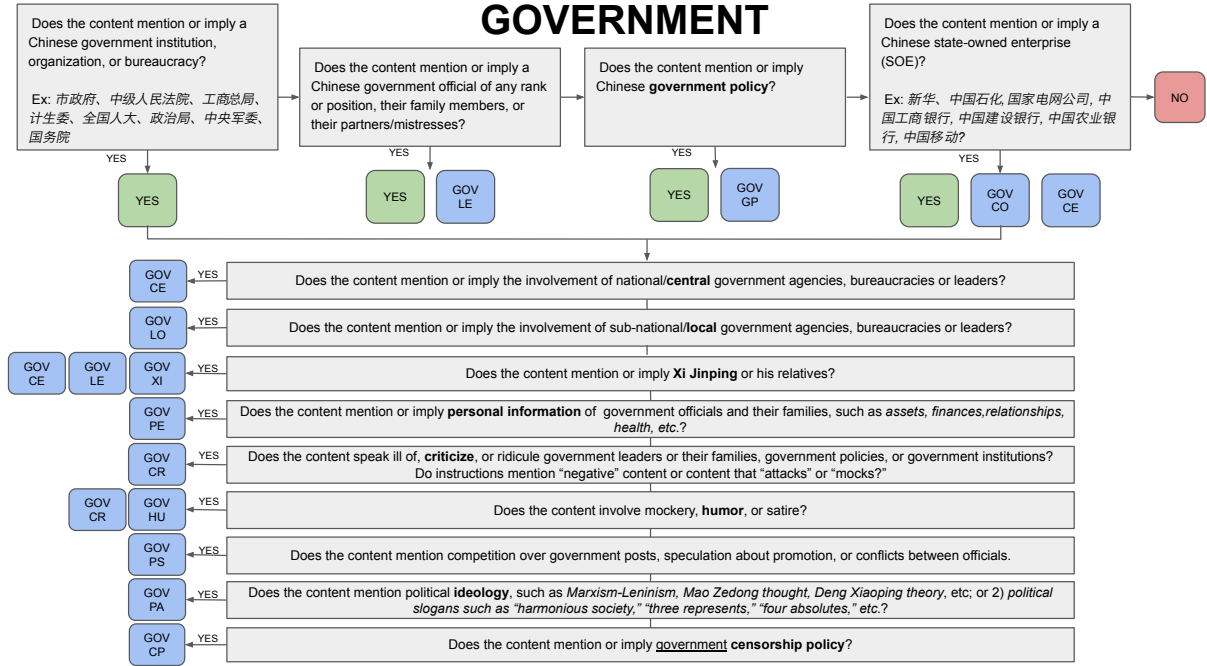 GOVERNMENT
Does the content mention or imply a
Chinese government institution,
organization, or bureaucracy?
Ex: 市政府、中级人民法院、工商总局、
计生委、全国人大、政治局、中央军委、
国务院
Does the content mention or imply a
Chinese government official of any rank
or position, their family members, or
their partners/mistresses?
Does the content mention or imply
Chinese government policy?
Does the content mention or imply a
Chinese state-owned enterprise
(SOE)?
Ex: 新华、中国石化, 国家电网公司, 中
国工商银行, 中国建设银行, 中国农业银
行, 中国移动?
NO
YES
YES
YES
YES
YES
YES
GOV
LE
YES
GOV
GP
YES
GOV
CO
GOV
CE
GOV
CE
YES
Does the content mention or imply the involvement of national/central government agencies, bureaucracies or leaders?
GOV
LO
YES
Does the content mention or imply the involvement of sub-national/local government agencies, bureaucracies or leaders?
GOV
CE
GOV
LE
GOV
XI
YES
Does the content mention or imply Xi Jinping or his relatives?
GOV
PE
YES
Does the content mention or imply personal information of government officials and their families, such as assets, finances,relationships,
health, etc.?
GOV
CR
YES
Does the content speak ill of, criticize, or ridicule government leaders or their families, government policies, or government institutions?
Do instructions mention “negative” content or content that “attacks” or “mocks?”
GOV
CR
GOV
HU
YES
Does the content involve mockery, humor, or satire?
GOV
PS
YES
Does the content mention competition over government posts, speculation about promotion, or conflicts between officials.
GOV
PA
YES
Does the content mention political ideology, such as Marxism-Leninism, Mao Zedong thought, Deng Xiaoping theory, etc; or 2) political
slogans such as “harmonious society,” “three represents,” “four absolutes,” etc.?
GOV
CP
YES
Does the content mention or imply government censorship policy?